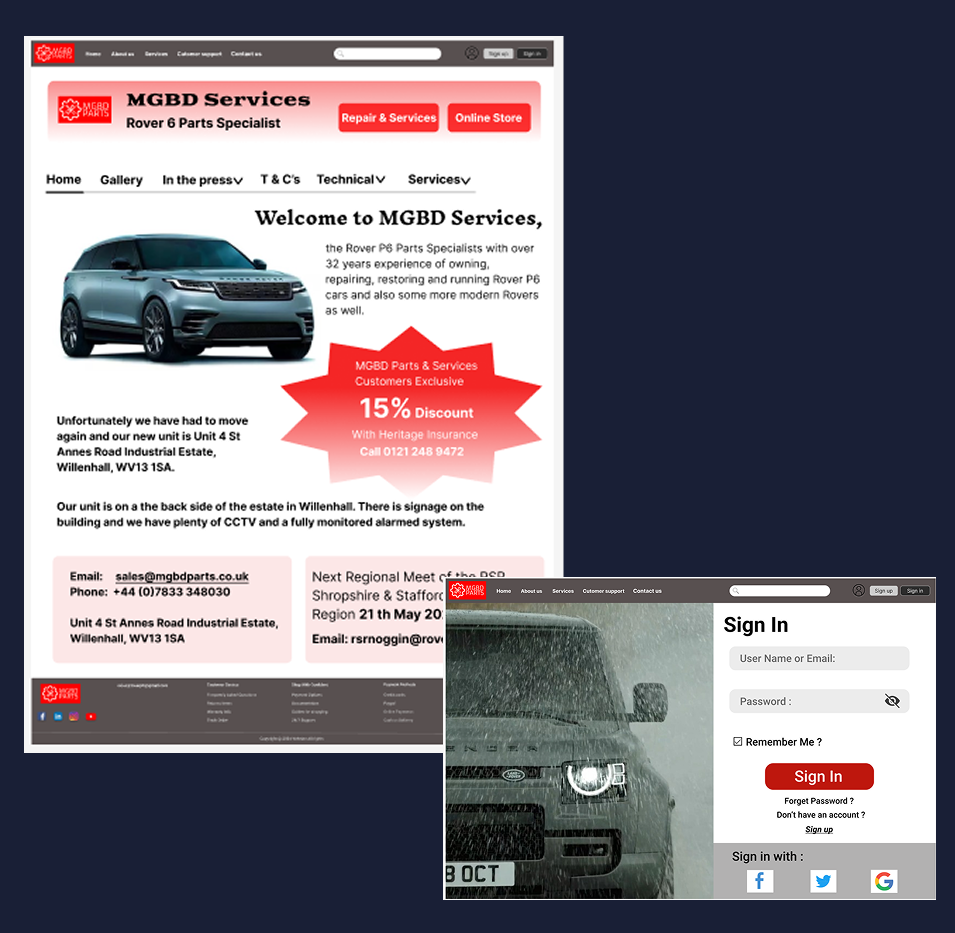 MGBD
PARTS
Home About us Services Cutomer support Contact us
Sign up Sign in
MGBD
PARTS
MGBD Services
Rover 6 Parts Specialist
Repair & Services Online Store
Home Gallery In the press T & C's Technical Services
Welcome to MGBD Services,
the Rover P6 Parts Specialists with over
32 years experience of owning,
repairing, restoring and running Rover P6
cars and also some more modern Rovers
as well.
MGBD Parts & Services
Customers Exclusive
15% Discount
With Heritage Insurance
Call 0121 248 9472
Unfortunately we have had to move
again and our new unit is Unit 4 St
Annes Road Industrial Estate,
Willenhall, WV13 1SA.
Our unit is on a the back side of the estate in Willenhall. There is signage on the
building and we have plenty of CCTV and a fully monitored alarmed system.
Email: sales@mgbdparts.co.uk
Phone: +44 (0)7833 348030
Unit 4 St Annes Road Industrial Estate,
Willenhall, WV13 1SA
Next Regional Meet of the RSR
Shropshire & Stafford
Region 21 th May 20
Email: rsrnoggin@rove
MGBD
PARTS
Customer Service
Payment Methods
MGBD
PARTS
Home About us Services Cutomer support Contact us
Sign up Sign in
Sign In
User Name or Email:
Password :
Remember Me ?
Sign In
Forget Password ?
Don't have an account ?
Sign up
Sign in with :
LAND ROVER
8 OCT